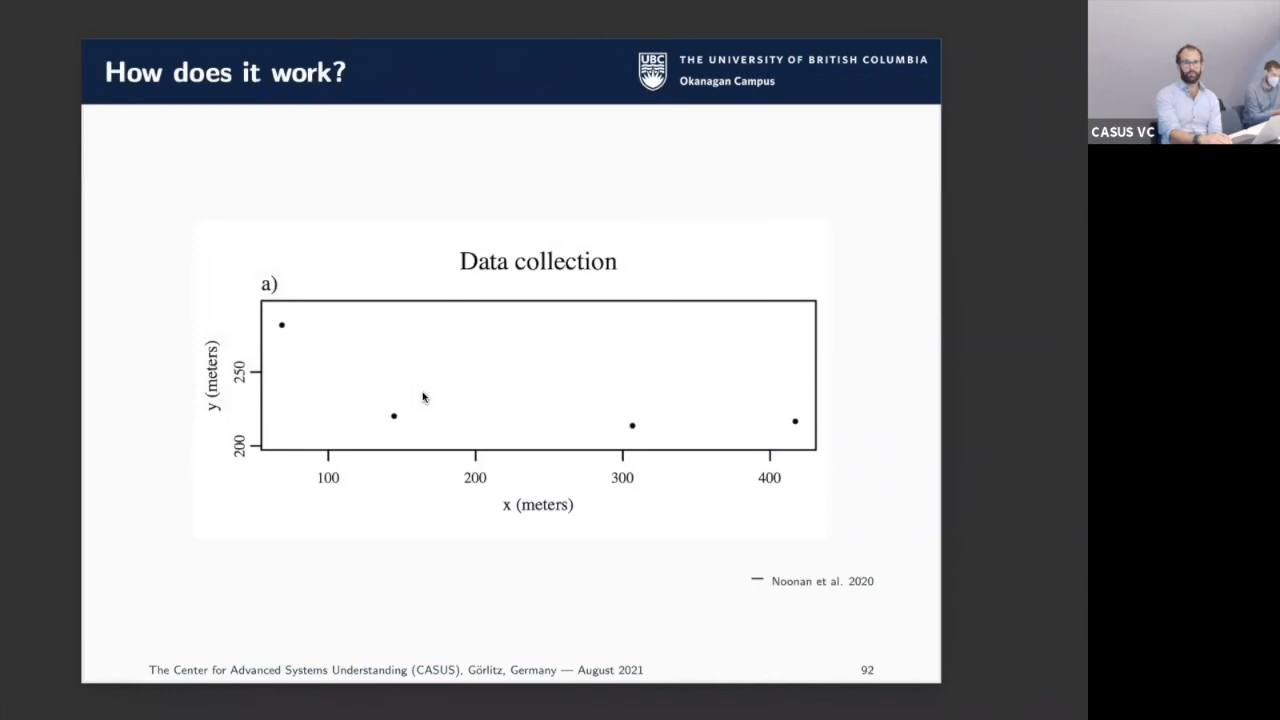 How does it work?
UBC
THE UNIVERSITY OF BRITISH COLUMBIA
Okanagan Campus
CASUS VC
Data collection
a)
y (meters)
250
200
100 200 300 400
x (meters)
— Noonan et al. 2020
The Center for Advanced Systems Understanding (CASUS), Görlitz, Germany — August 2021 92